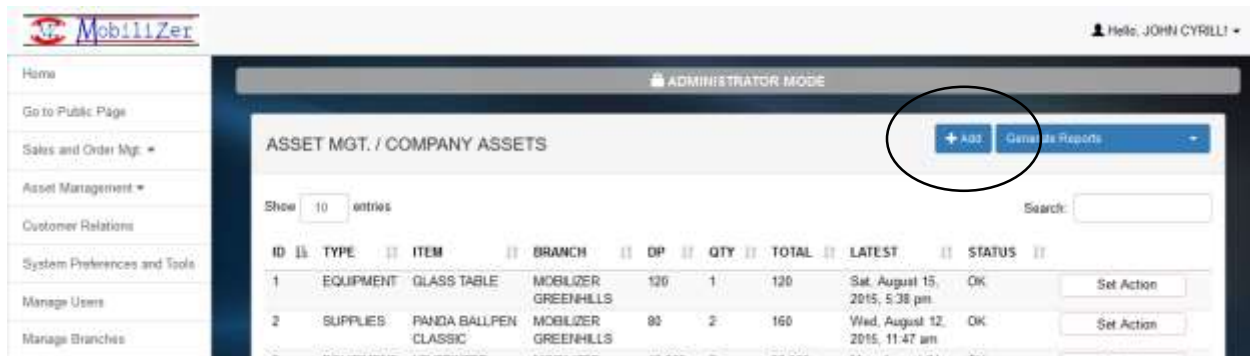 MobiliZer
Hello, JOHN CYRILL!
Home
ADMINISTRATOR MODE
Go to Public Page
Sales and Order Mgt.
ASSET MGT. / COMPANY ASSETS
+ Add
Generate Reports
Asset Management
Show 10 entries
Search:
Customer Relations
System Preferences and Tools
ID TYPE ITEM BRANCH DP QTY TOTAL LATEST STATUS
Manage Users
1 EQUIPMENT GLASS TABLE MOBILIZER 120 1 120 Sat, August 15, OK Set Action
GREENHILLS 2015, 5:38 pm
Manage Branches
2 SUPPLIES PANDA BALLPEN MOBILIZER 80 2 160 Wed, August 12, OK Set Action
CLASSIC GREENHILLS 2015, 11:47 am